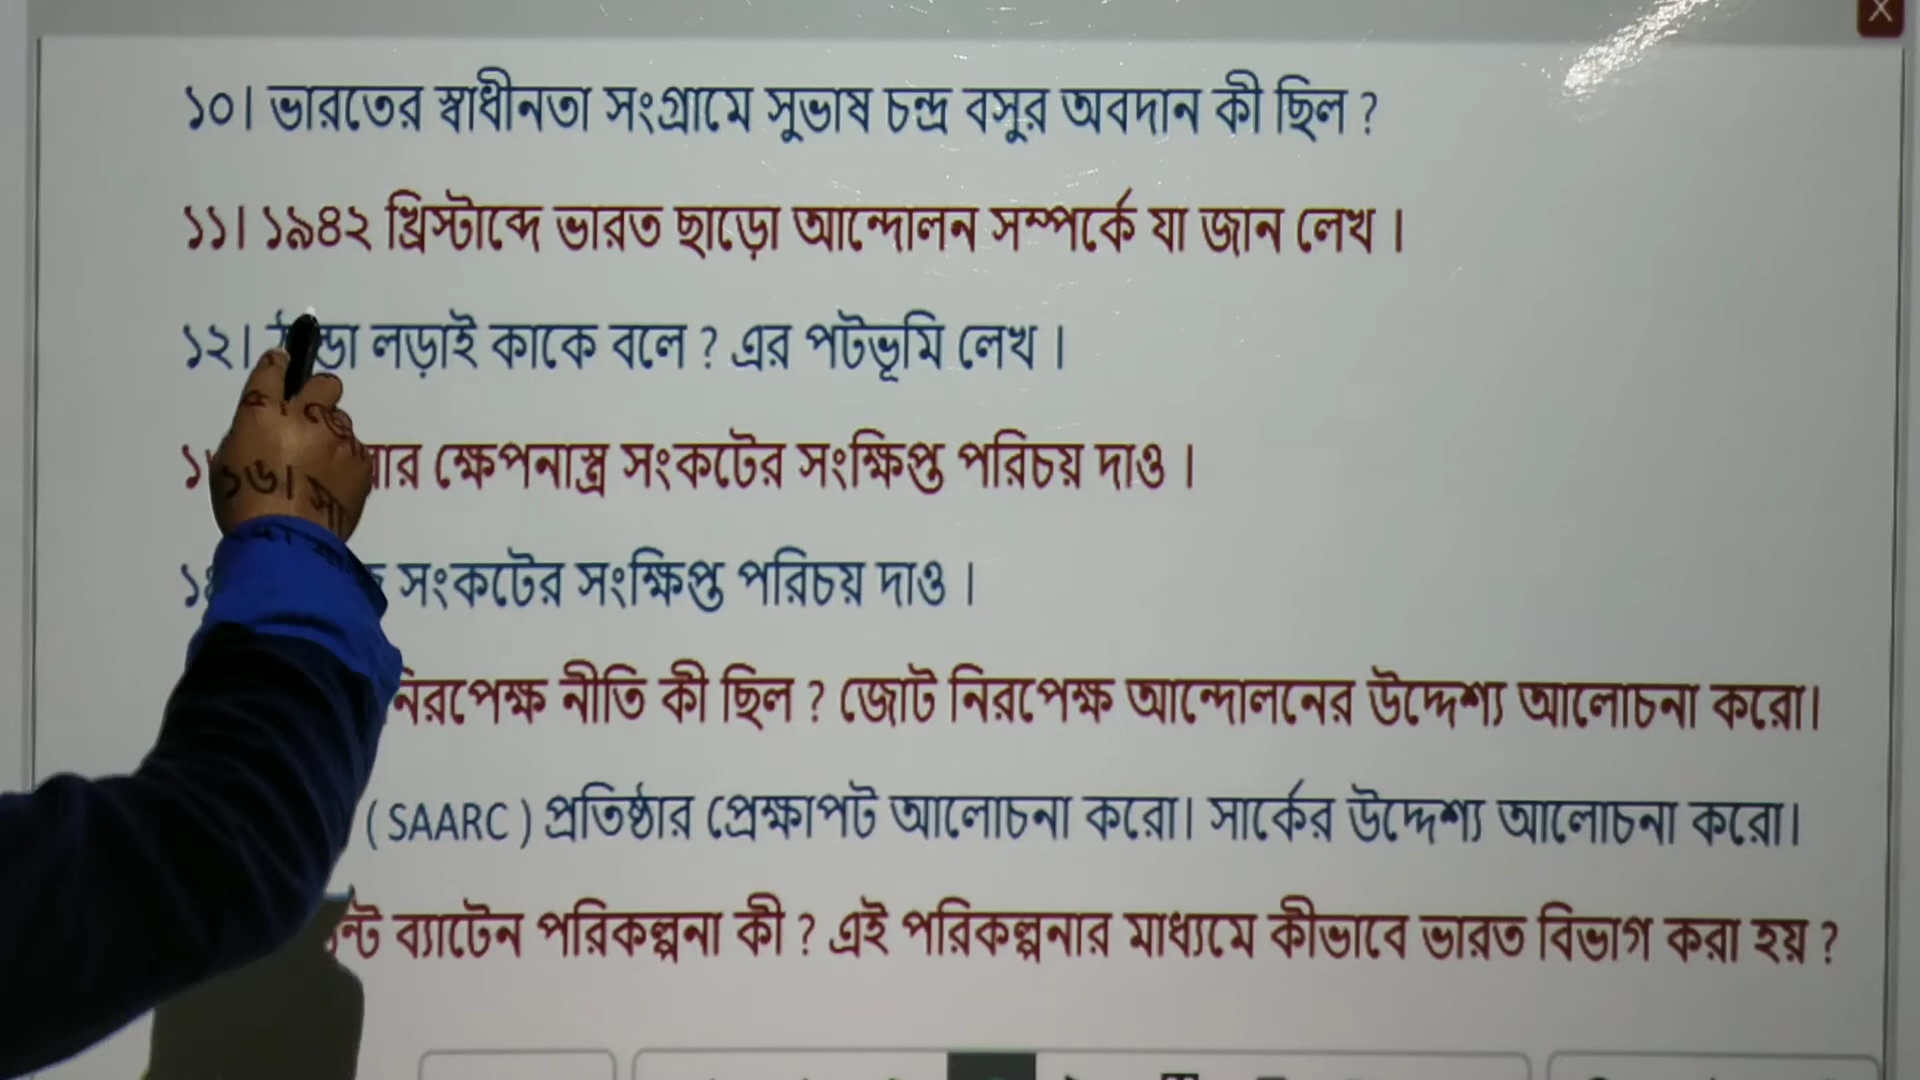 ১০। ভারতের স্বাধীনতা সংগ্রামে সুভাষ চন্দ্র বসুর অবদান কী ছিল ?
১১। ১৯৪২ খ্রিস্টাব্দে ভারত ছাড়ো আন্দোলন সম্পর্কে যা জান লেখ ।
১২। লড়াই কাকে বলে ? এর পটভূমি লেখ ।
ক্ষেপনাস্ত্র সংকটের সংক্ষিপ্ত পরিচয় দাও ।
সংকটের সংক্ষিপ্ত পরিচয় দাও ।
নিরপেক্ষ নীতি কী ছিল ? জোট নিরপেক্ষ আন্দোলনের উদ্দেশ্য আলোচনা করো।
১৬। ( SAARC ) প্রতিষ্ঠার প্রেক্ষাপট আলোচনা করো। সার্কের উদ্দেশ্য আলোচনা করো।
ব্যাটেন পরিকল্পনা কী ? এই পরিকল্পনার মাধ্যমে কীভাবে ভারত বিভাগ করা হয় ?